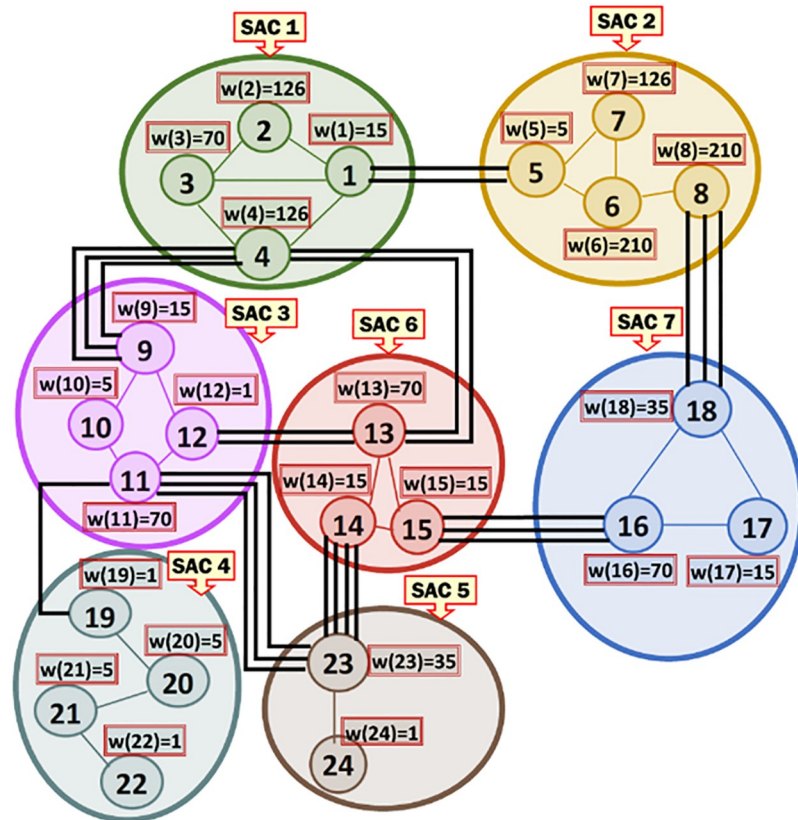 SAC 1
SAC 2
w(2)=126
w(7)=126
2
7
w(3)=70
w(1)=15
w(5)=5
w(8)=210
3
1
5
8
6
w(4)=126
w(6)=210
4
w(9)=15
SAC 3
SAC 6
SAC 7
9
w(10)=5
w(12)=1
w(13)=70
w(18)=35
18
10
12
13
11
w(14)=15
w(15)=15
w(11)=70
14
15
16
17
SAC 4
w(19)=1
w(16)=70
w(17)=15
SAC 5
19
w(20)=5
w(21)=5
20
23
w(23)=35
21
w(22)=1
w(24)=1
22
24